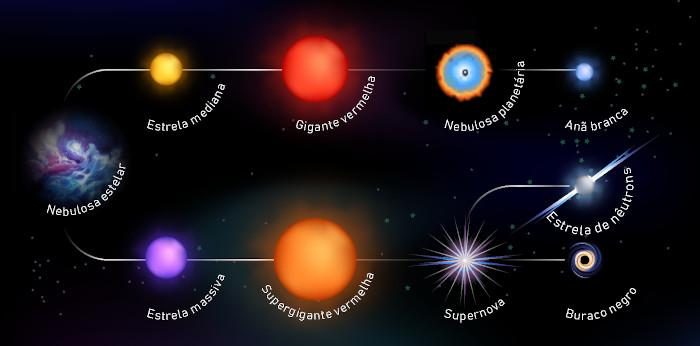 Estrela mediana
Gigante vermelha
Nebulosa planetária
Anã branca
Nebulosa estelar
Estrela de nêutrons
Estrela massiva
Supergigante vermelha
Supernova
Buraco negro